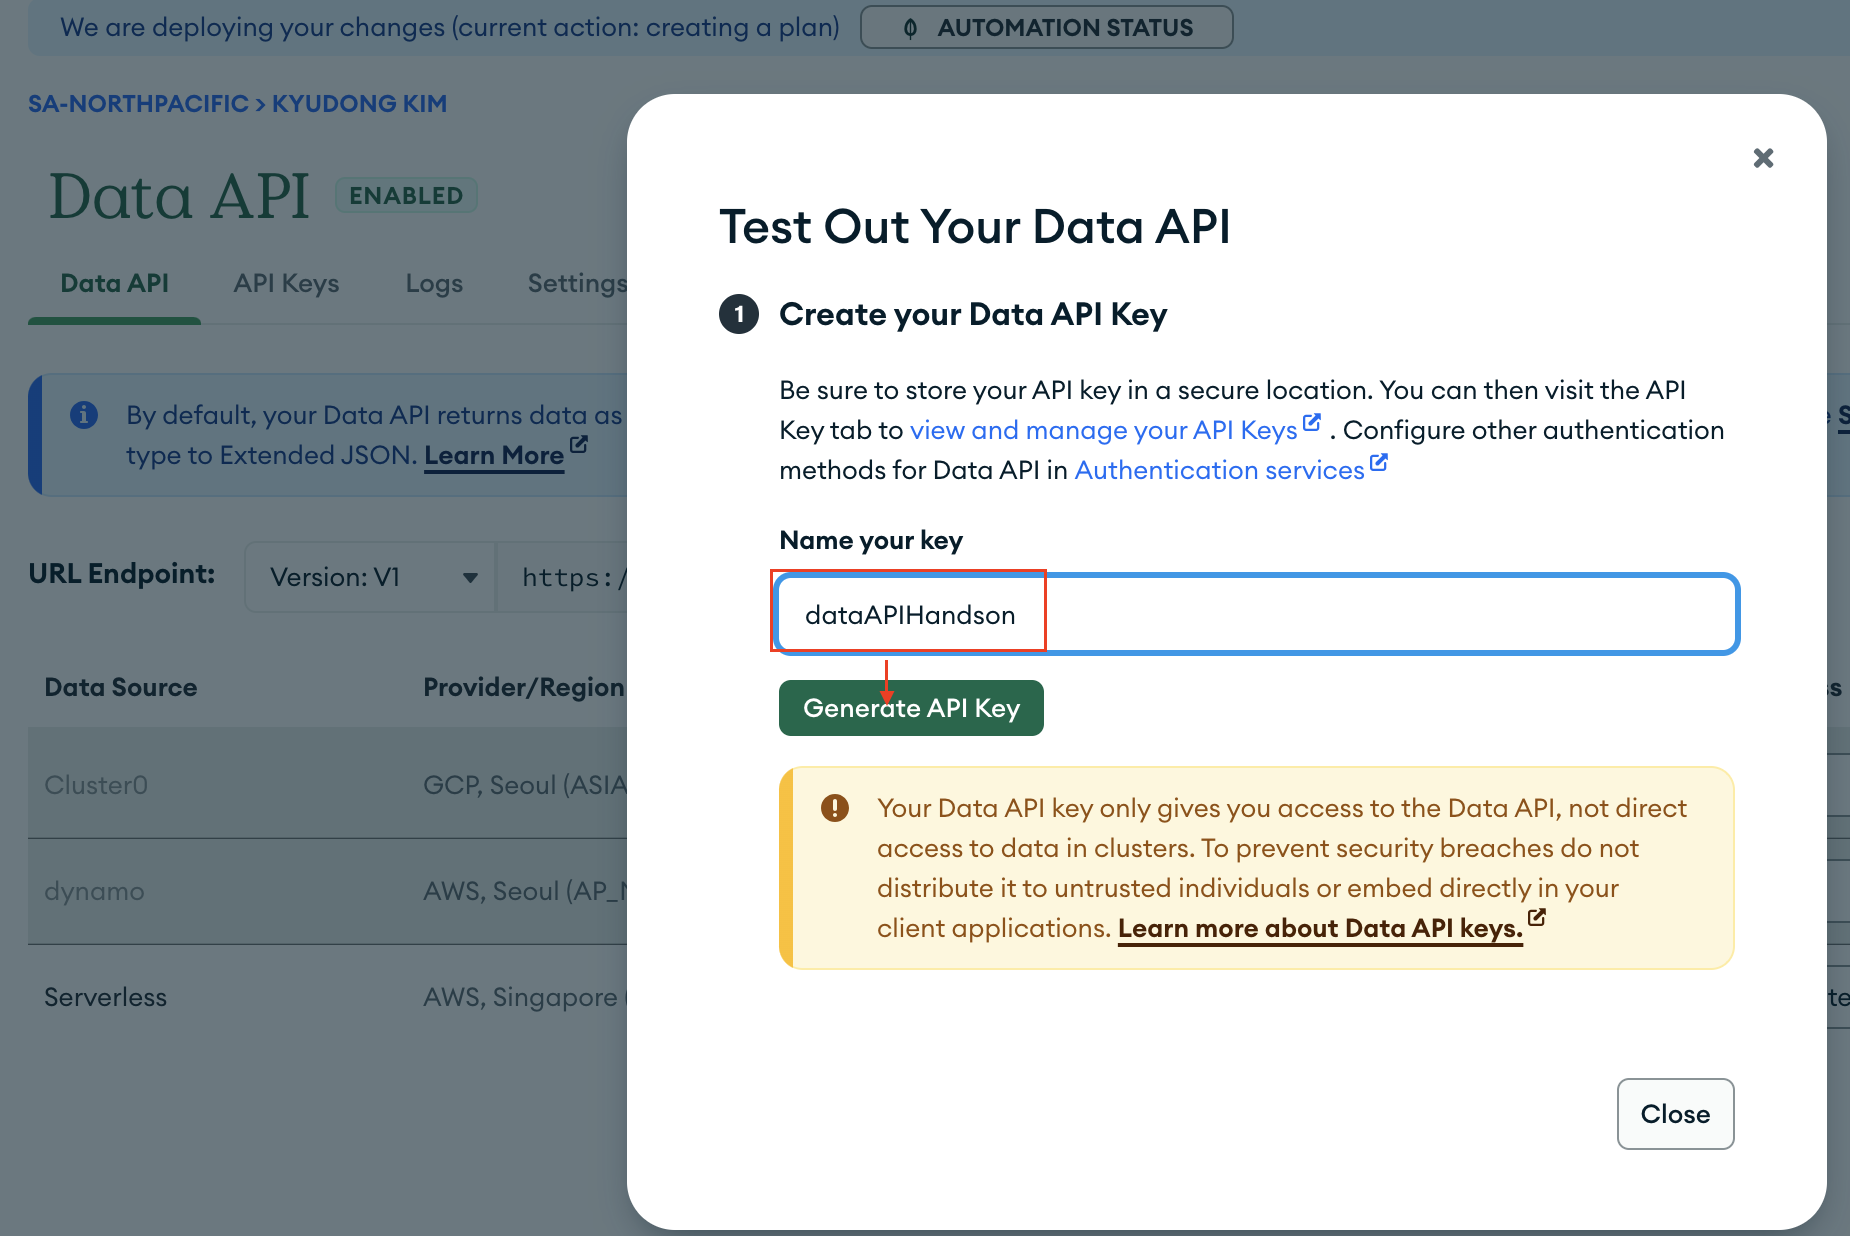 We are deploying your changes (current action: creating a plan)
AUTOMATION STATUS
SA-NORTHPACIFIC > KYUDONG KIM
Data API
ENABLED
Data API
API Keys
Logs
Settings
By default, your Data API returns data as
type to Extended JSON. Learn More
URL Endpoint:
Version: V1
https:/
Data Source
Provider/Region
Cluster0
GCP, Seoul (ASIA
dynamo
AWS, Seoul (AP_
Serverless
AWS, Singapore
Test Out Your Data API
1 Create your Data API Key
Be sure to store your API key in a secure location. You can then visit the API
Key tab to view and manage your API Keys . Configure other authentication
methods for Data API in Authentication services
Name your key
dataAPIHandson
Generate API Key
Your Data API key only gives you access to the Data API, not direct
access to data in clusters. To prevent security breaches do not
distribute it to untrusted individuals or embed directly in your
client applications. Learn more about Data API keys.
Close